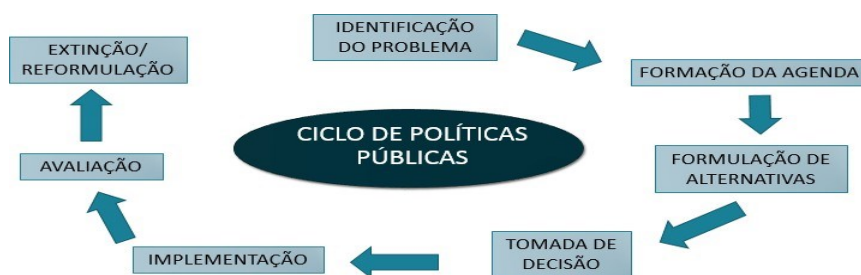 IDENTIFICAÇÃO
DO PROBLEMA
FORMAÇÃO DA AGENDA
FORMULAÇÃO DE
ALTERNATIVAS
TOMADA DE
DECISÃO
IMPLEMENTAÇÃO
AVALIAÇÃO
EXTINÇÃO/
REFORMULAÇÃO
CICLO DE POLÍTICAS
PÚBLICAS